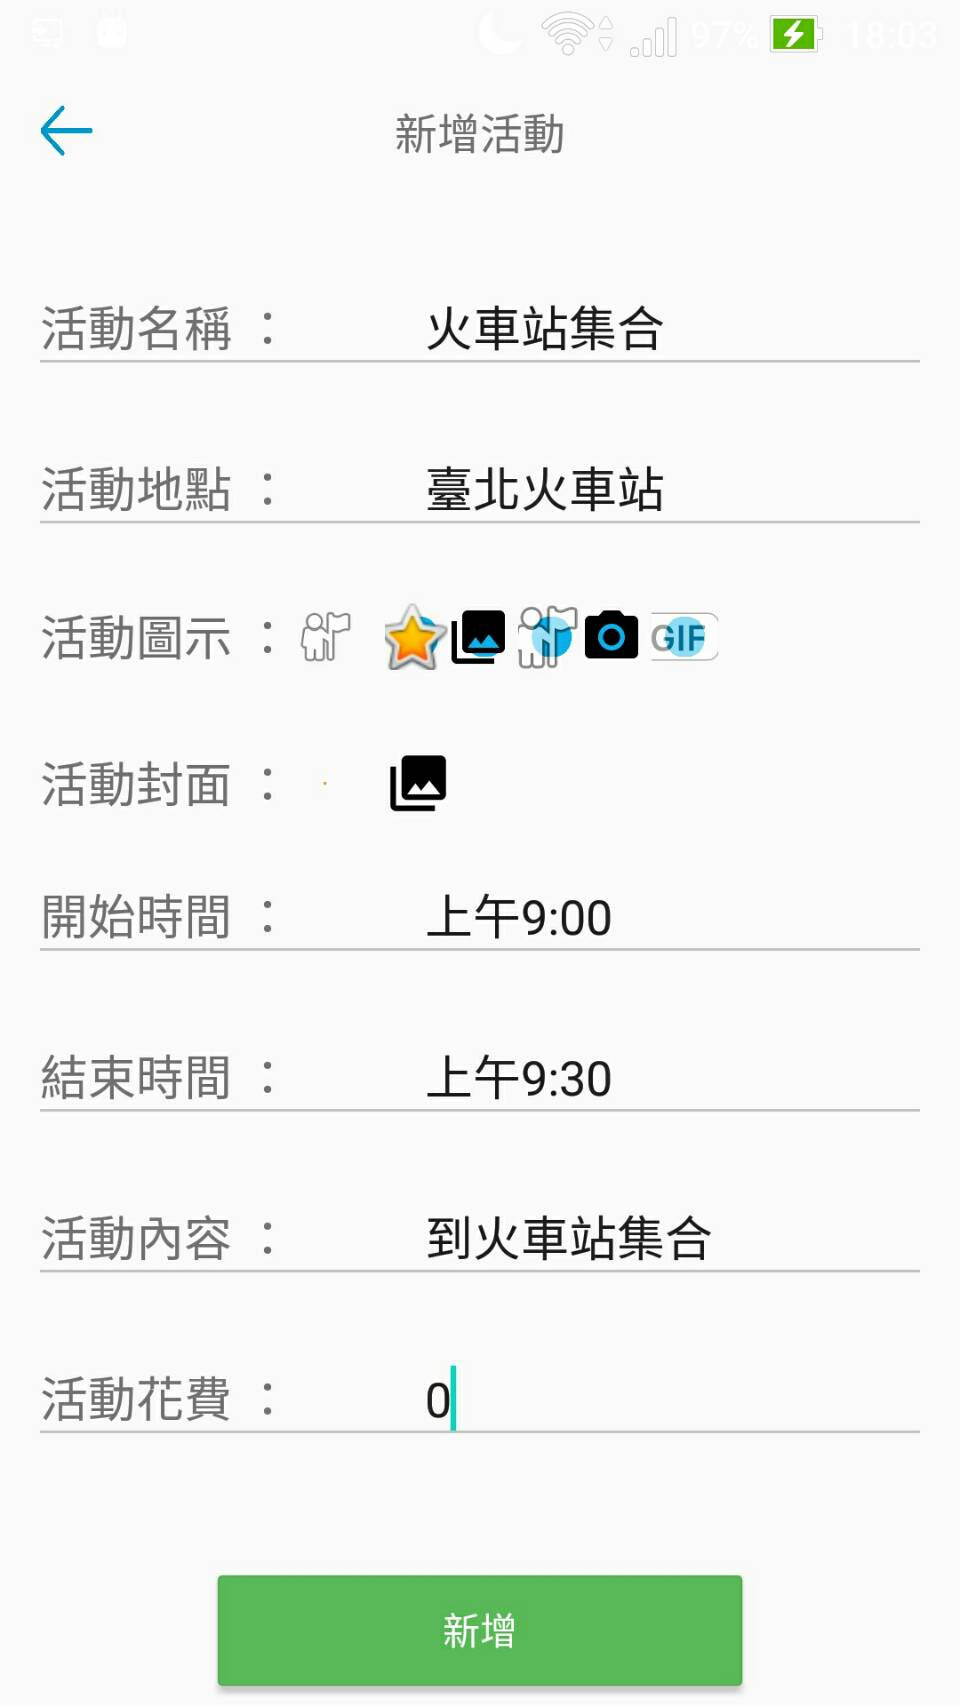 97% 18:03
新增活動
活動名稱 : 火車站集合
活動地點 : 臺北火車站
活動圖示 : GIF
活動封面 :
開始時間 : 上午9:00
結束時間 : 上午9:30
活動內容 : 到火車站集合
活動花費 : 0
新增